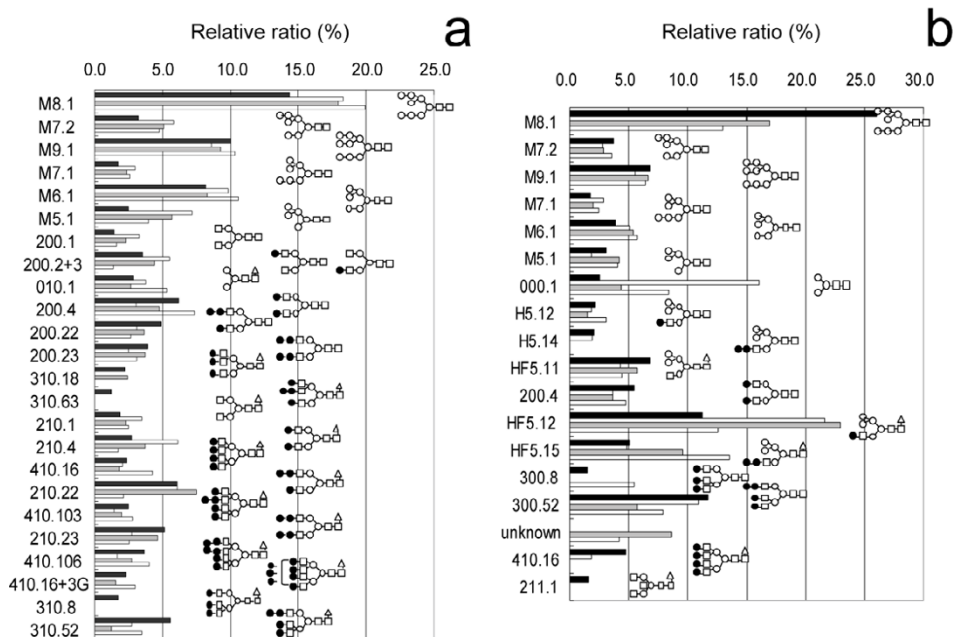 Relative ratio (%)
a
0.0 5.0 10.0 15.0 20.0 25.0
M8.1
M7.2
M9.1
M7.1
M6.1
M5.1
200.1
200.2+3
010.1
200.4
200.22
200.23
310.18
310.63
210.1
210.4
410.16
210.22
410.103
210.23
410.106
410.16+3G
310.8
310.52
Relative ratio (%)
b
0.0 5.0 10.0 15.0 20.0 25.0 30.0
M8.1
M7.2
M9.1
M7.1
M6.1
M5.1
000.1
H5.12
H5.14
HF5.11
200.4
HF5.12
HF5.15
300.8
300.52
unknown
410.16
211.1